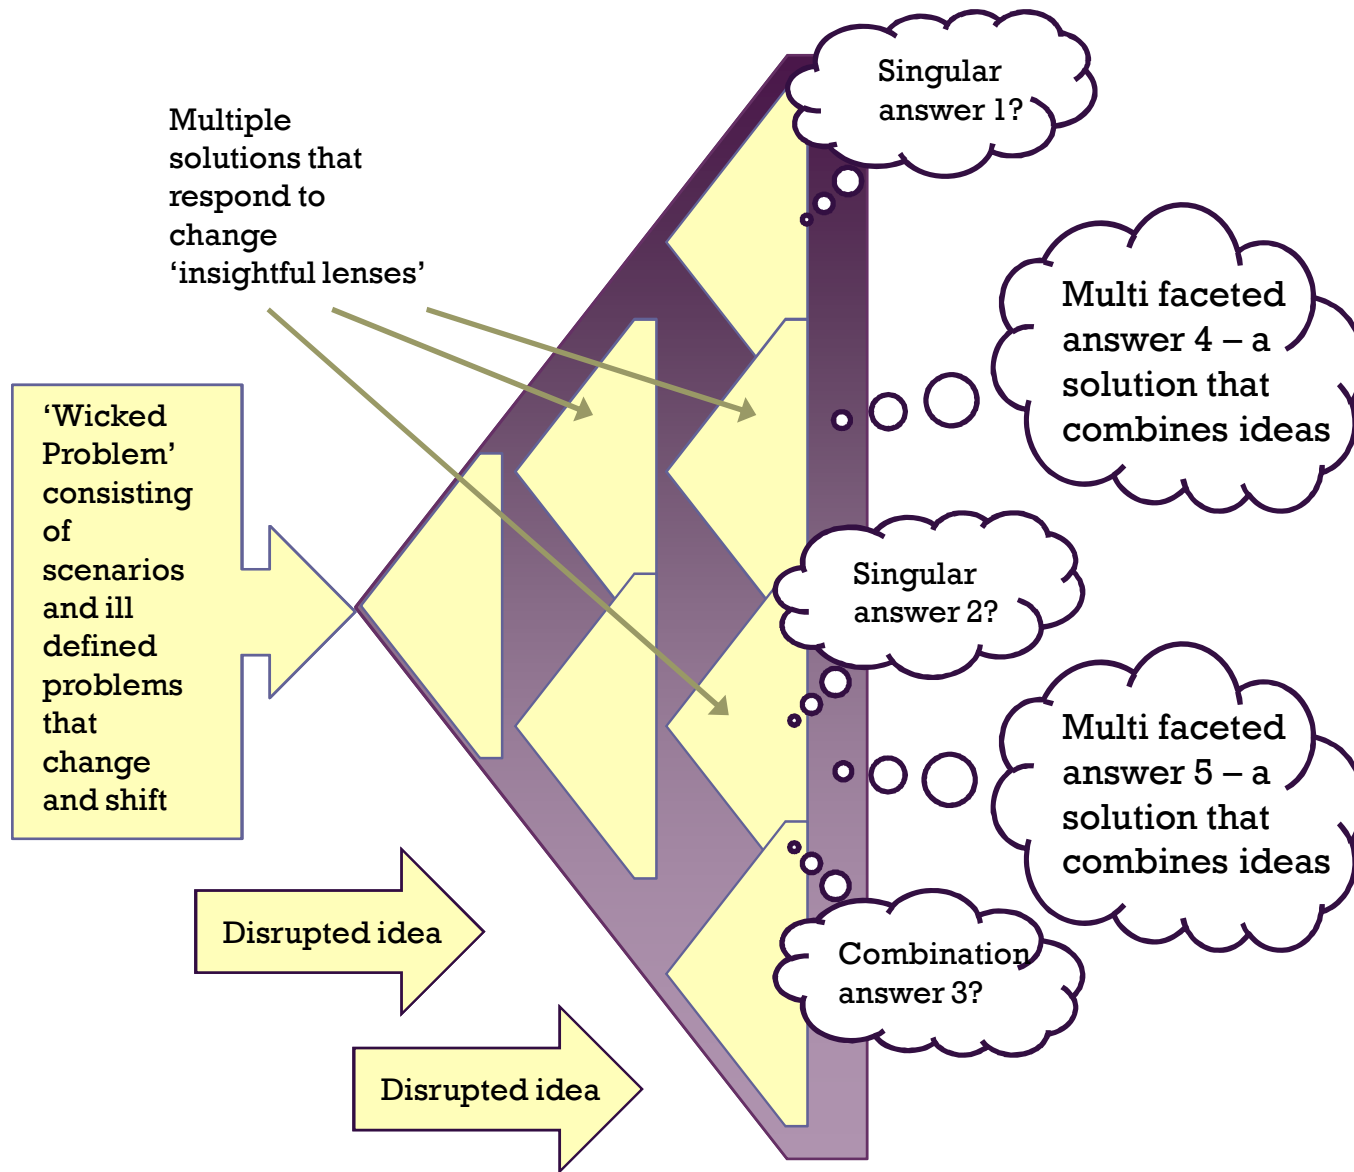 Singular
answer 1?
Multiple
solutions that
respond to
change
‘insightful lenses’
Multi faceted
answer 4 – a
solution that
combines ideas
‘Wicked
Problem’
consisting
of
scenarios
and ill
defined
problems
that
change
and shift
Singular
answer 2?
Multi faceted
answer 5 – a
solution that
combines ideas
Disrupted idea
Combination
answer 3?
Disrupted idea